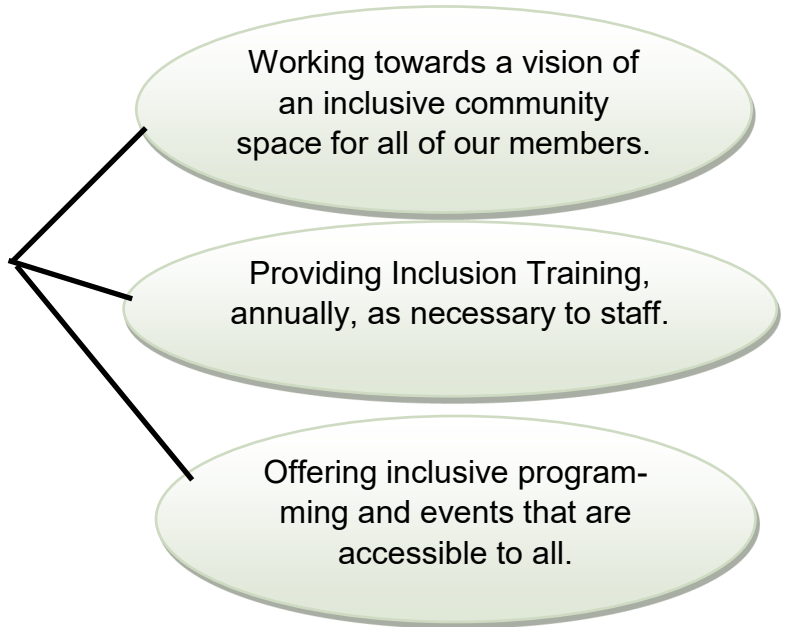 Working towards a vision of
an inclusive community
space for all of our members.
Providing Inclusion Training,
annually, as necessary to staff.
Offering inclusive program-
ming and events that are
accessible to all.